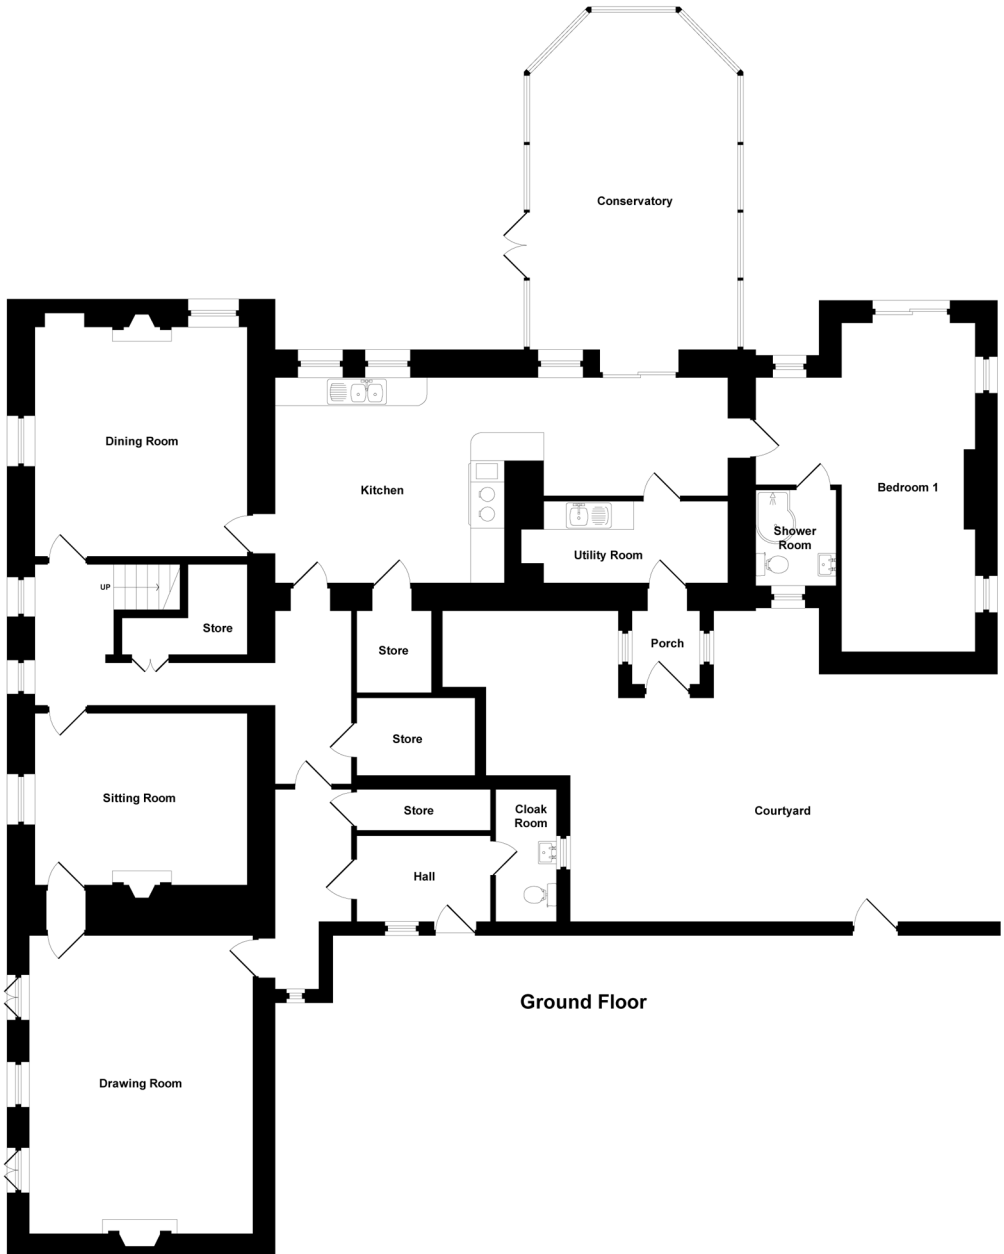 Conservatory
Dining Room
Kitchen
Bedroom 1
Shower
Room
Utility Room
UP
Store
Porch
Store
Store
Sitting Room
Store
Cloak
Room
Courtyard
Hall
Ground Floor
Drawing Room